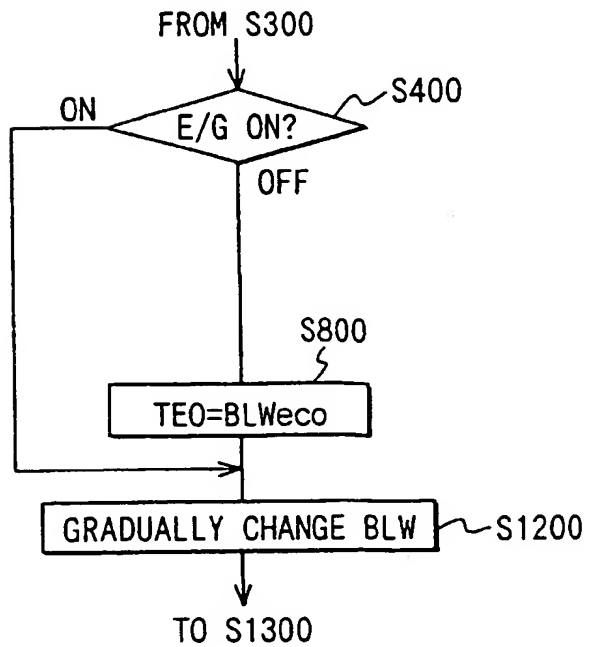 FROM S300
S400
ON
E/G ON?
OFF
S800
TEO=BLWeco
GRADUALLY CHANGE BLW
S1200
TO S1300